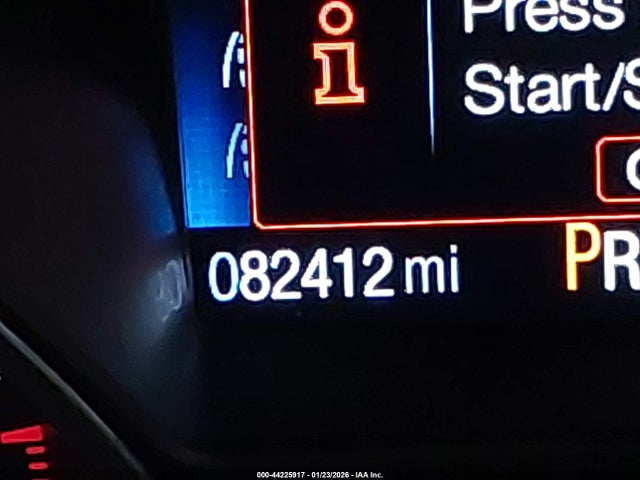 Press
Start/S
082412 mi
PR
000-44225917 - 01/23/2026 - IAA Inc.